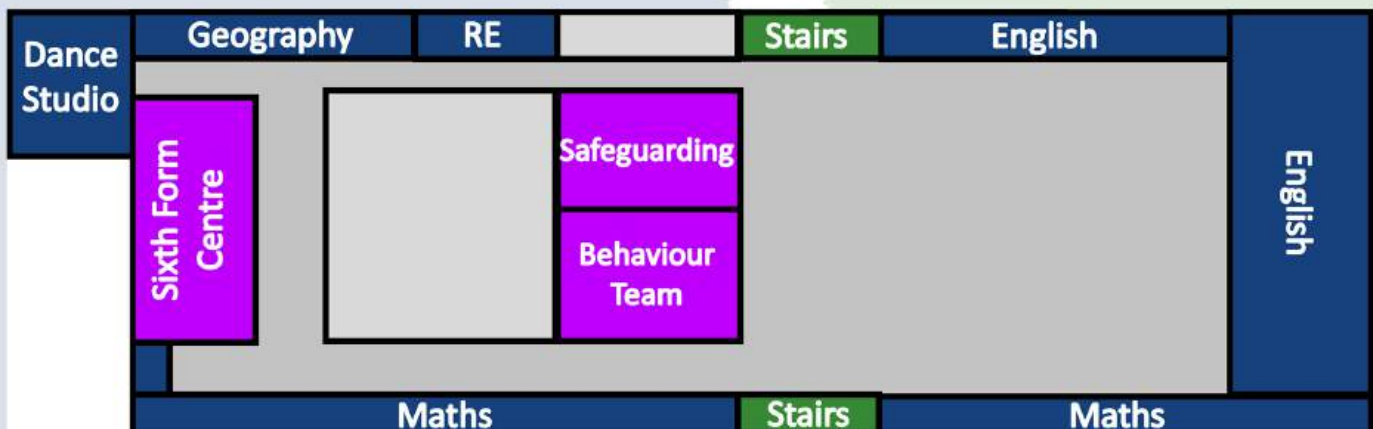 Dance
Studio
Geography
RE
Stairs
English
Sixth Form
Centre
Safeguarding
Behaviour
Team
English
Maths
Stairs
Maths